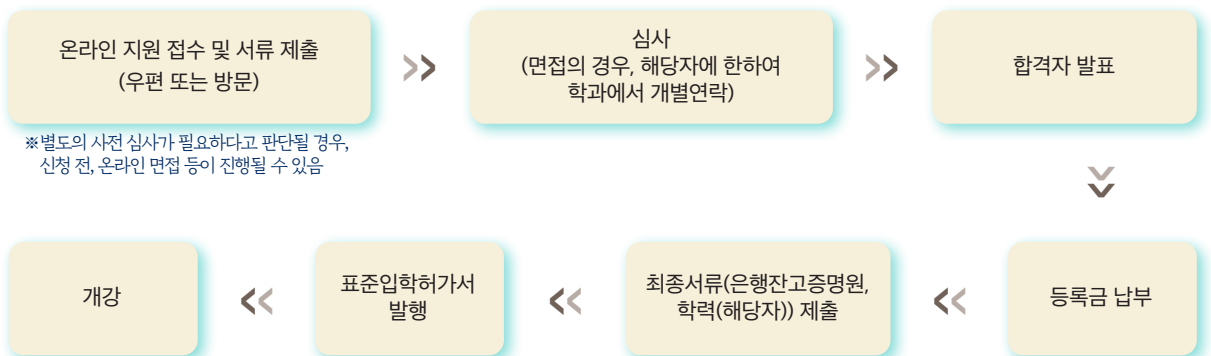 온라인 지원 접수 및 서류 제출
(우편 또는 방문)
심사
(면접의 경우, 해당자에 한하여
학과에서 개별연락)
합격자 발표
※별도의 사전 심사가 필요하다고 판단될 경우,
신청 전, 온라인 면접 등이 진행될 수 있음
등록금 납부
최종서류(은행잔고증명원,
학력(해당자)) 제출
표준입학허가서
발행
개강